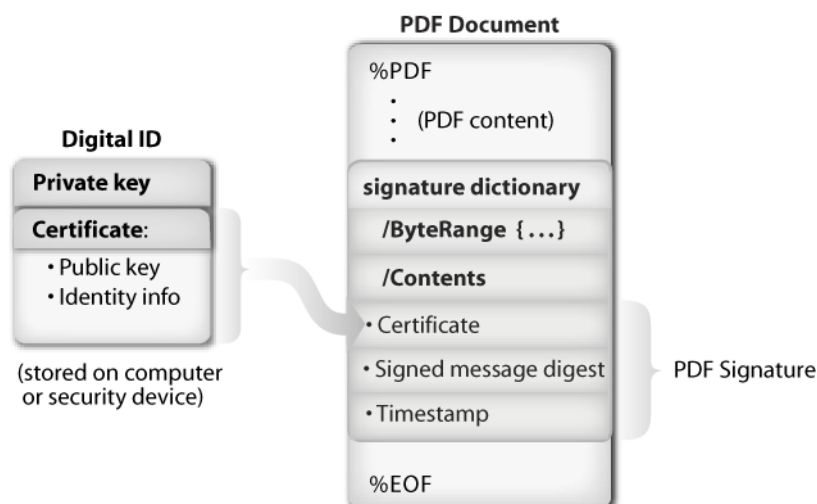 Digital ID
Private key
Certificate:
• Public key
• Identity info
(stored on computer
or security device)
PDF Document
%PDF
(PDF content)
signature dictionary
/ByteRange {...}
/Contents
• Certificate
• Signed message digest
• Timestamp
%EOF
PDF Signature